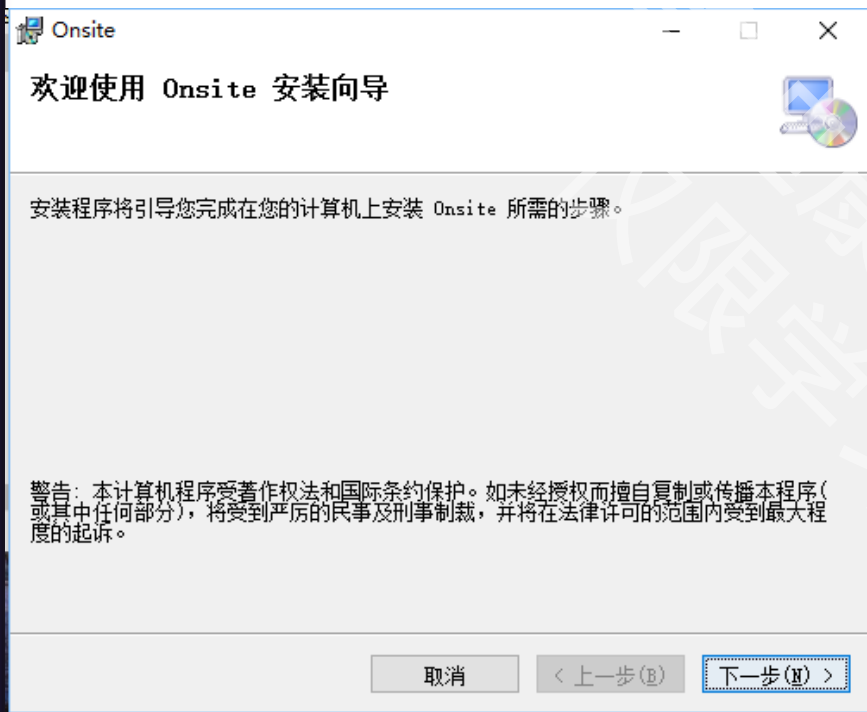 Onsite
欢迎使用 Onsite 安装向导
安装程序将引导您完成在您的计算机上安装 Onsite 所需的步骤。
警告: 本计算机程序受著作权法和国际条约保护。如未经授权而擅自复制或传播本程序(
或其中任何部分), 将受到严厉的民事及刑事制裁, 并将在法律许可的范围内受到最大程
度的起诉。
取消
< 上一步(B)
下一步(N) >
仅限学